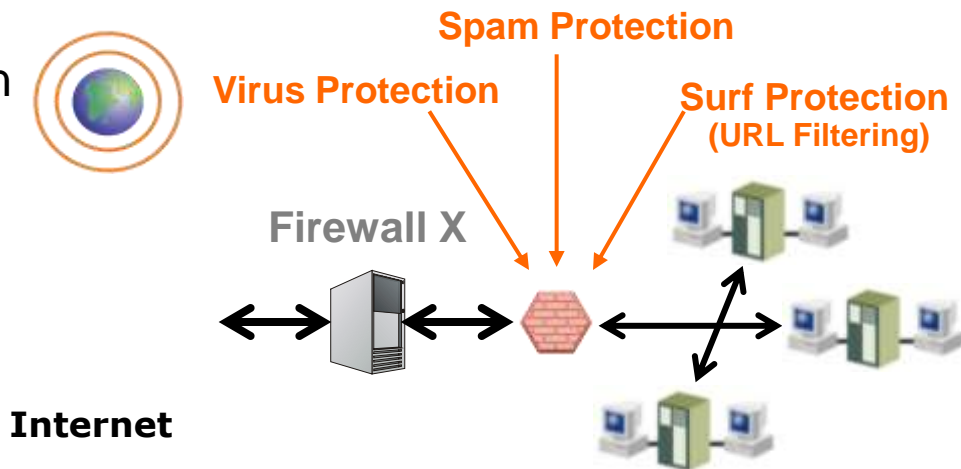 Spam Protection
n
Virus Protection
Surf Protection
(URL Filtering)
Firewall X
Internet